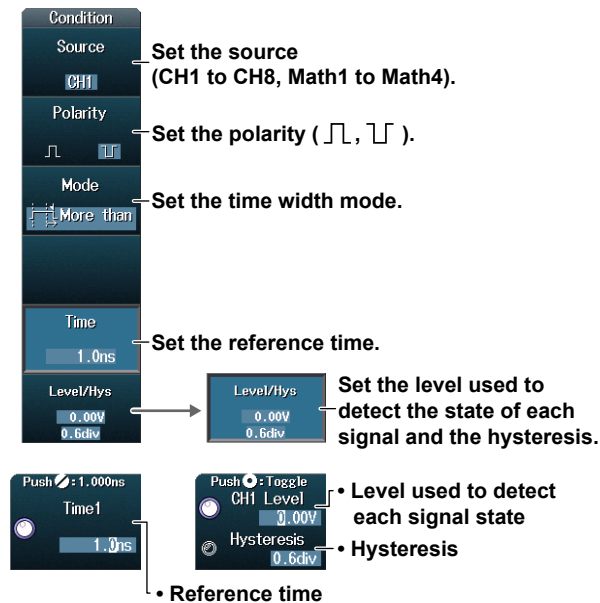 Condition
Source
CH1
Set the source
(CH1 to CH8, Math1 to Math4).
Polarity
Set the polarity ( , ).
Mode
More than
Set the time width mode.
Time
1.0ns
Set the reference time.
Level/Hys
0.00V
0.6div
Level/Hys
0.00V
0.6div
Set the level used to
detect the state of each
signal and the hysteresis.
Push :1.000ns
Time1
1.0ns
• Reference time
Push :Toggle
CH1 Level
0.00V
Hysteresis
0.6div
• Level used to detect
each signal state
• Hysteresis